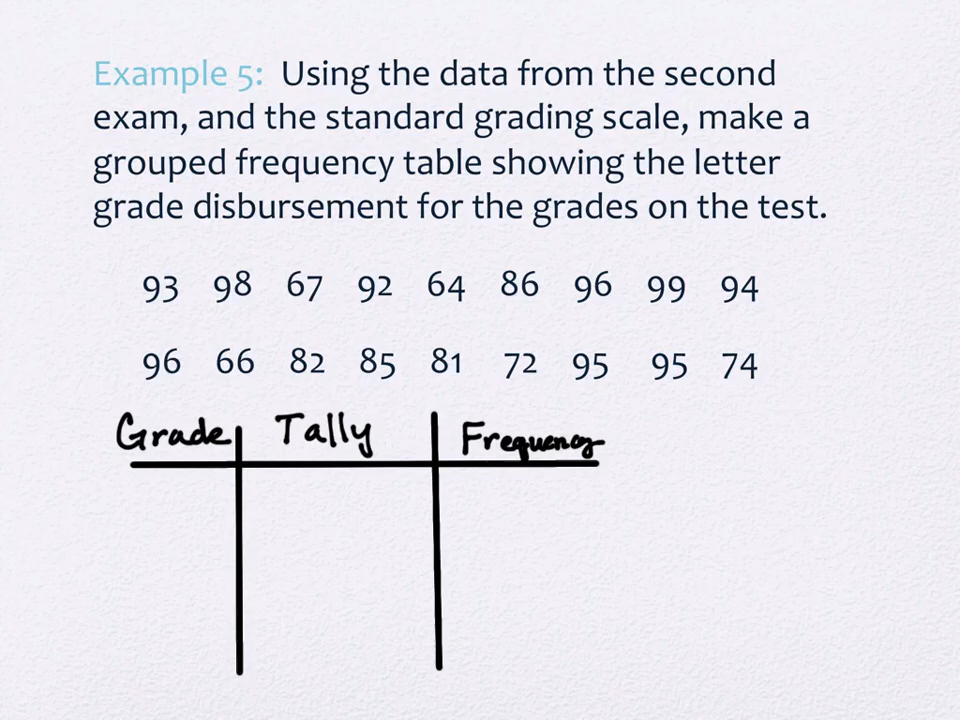 Example 5: Using the data from the second
exam, and the standard grading scale, make a
grouped frequency table showing the letter
grade disbursement for the grades on the test.
93 98 67 92 64 86 96 99 94
96 66 82 85 81 72 95 95 74
Grade Tally Frequency